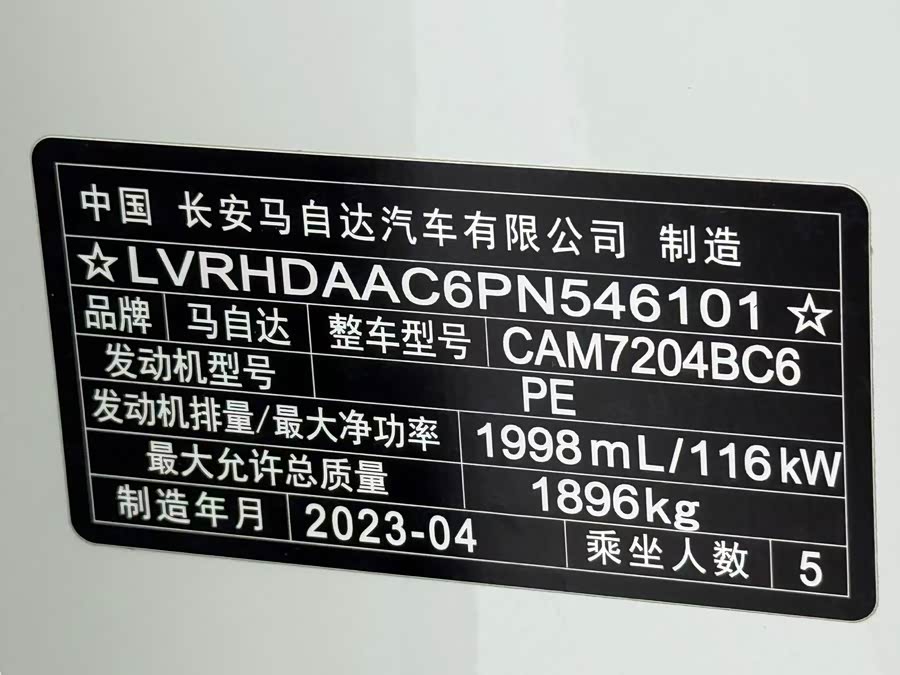 中国 长安马自达汽车有限公司 制造
☆LVRHDAAC6PN546101☆
品牌 马自达 整车型号 CAM7204BC6
发动机型号 PE
发动机排量/最大净功率 1998mL/116kW
最大允许总质量 1896kg
制造年月 2023-04 乘坐人数 5